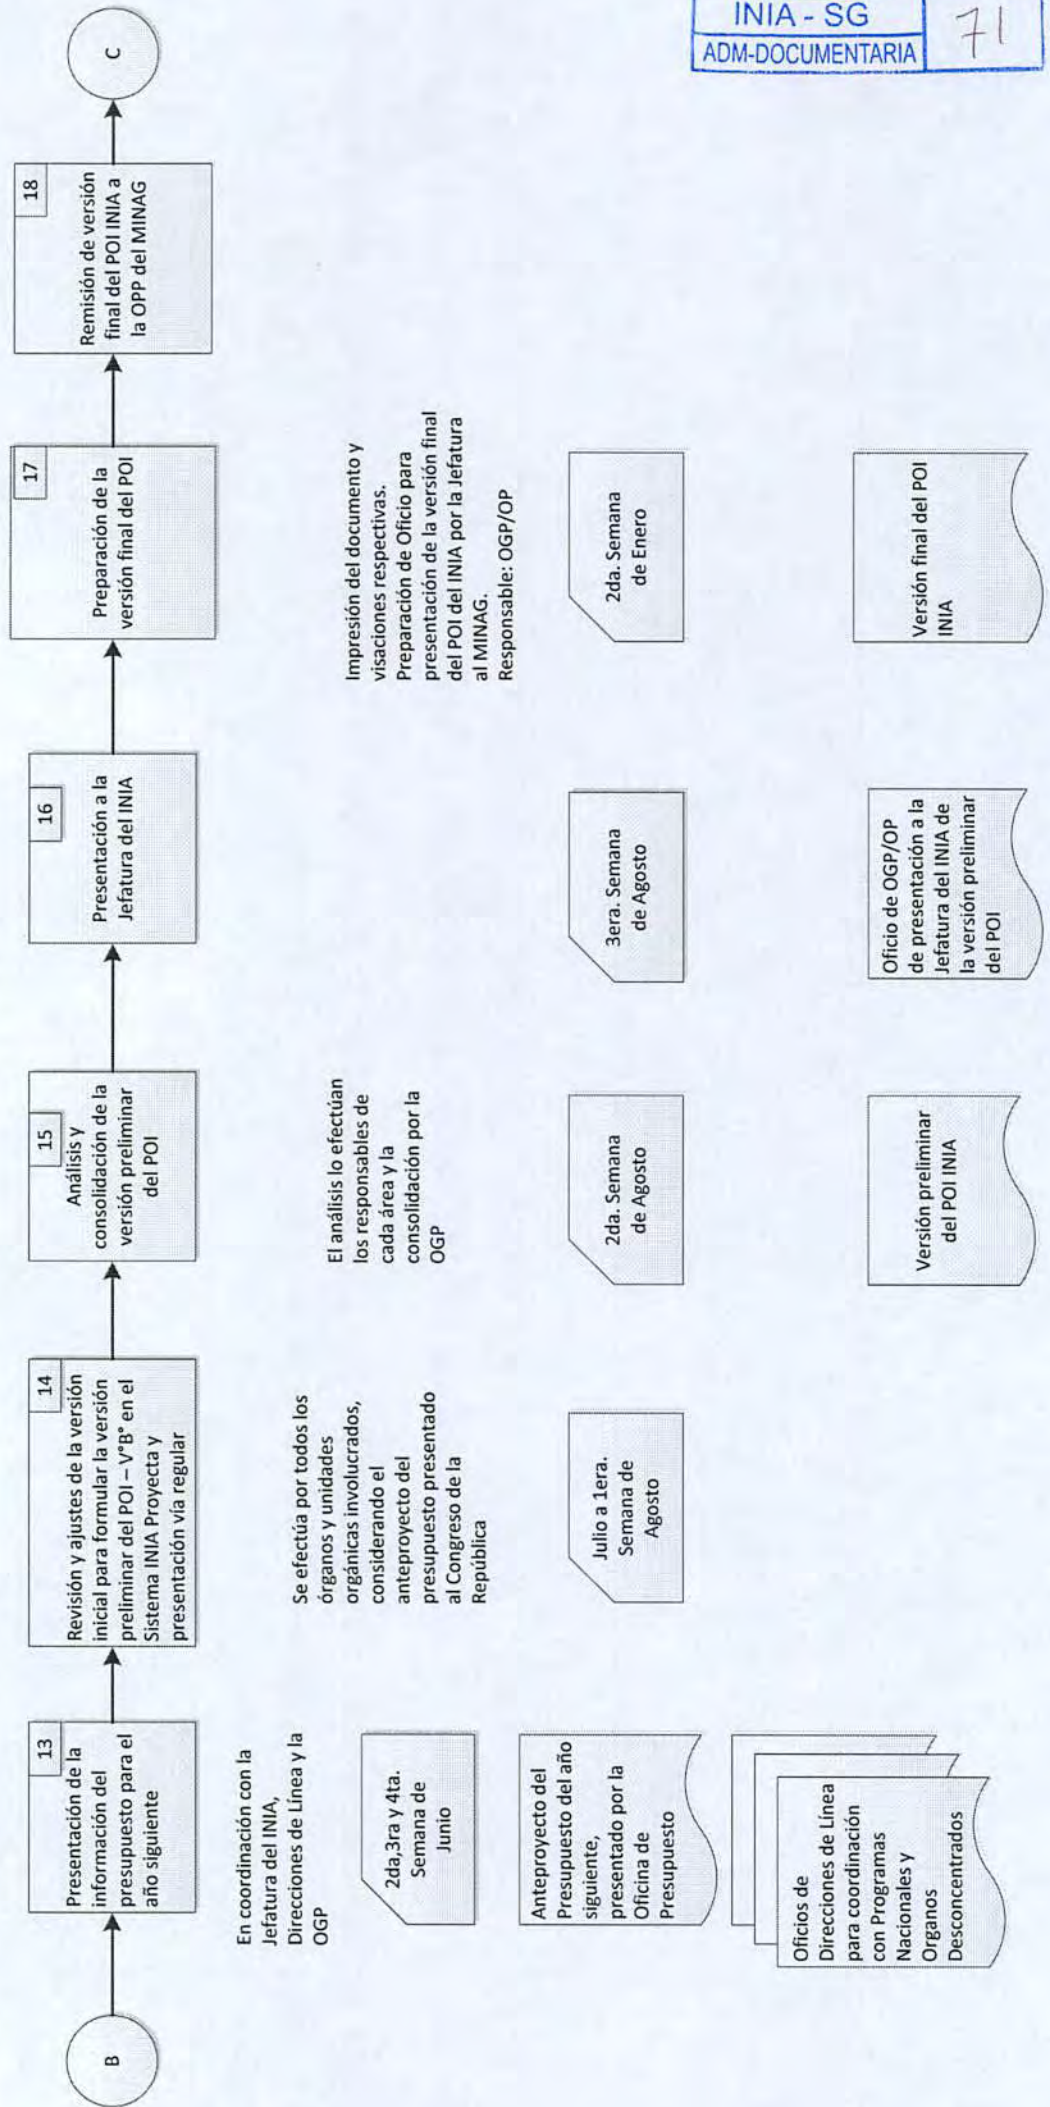 INIA - SG
ADM-DOCUMENTARIA
71
B
13
Presentación de la
información del
presupuesto para el
año siguiente
En coordinación con la
Jefatura del INIA,
Direcciones de Línea y la
OGP
2da,3ra y 4ta.
Semana de
Junio
Anteproyecto del
Presupuesto del año
siguiente,
presentado por la
Oficina de
Presupuesto
Oficios de
Direcciones de Línea
para coordinación
con Programas
Nacionales y
Organos
Desconcentrados
14
Revisión y ajustes de la versión
inicial para formular la versión
preliminar del POI – V°B° en el
Sistema INIA Proyecta y
presentación vía regular
Se efectúa por todos los
órganos y unidades
orgánicas involucrados,
considerando el
anteproyecto del
presupuesto presentado
al Congreso de la
República
Julio a 1era.
Semana de
Agosto
15
Análisis y
consolidación de la
versión preliminar
del POI
El análisis lo efectúan
los responsables de
cada área y la
consolidación por la
OGP
2da. Semana
de Agosto
Versión preliminar
del POI INIA
16
Presentación a la
Jefatura del INIA
3era. Semana
de Agosto
Oficio de OGP/OP
de presentación a la
Jefatura del INIA de
la versión preliminar
del POI
17
Preparación de la
versión final del POI
Impresión del documento y
visaciones respectivas.
Preparación de Oficio para
presentación de la versión final
del POI del INIA por la Jefatura
al MINAG.
Responsable: OGP/OP
2da. Semana
de Enero
Versión final del POI
INIA
18
Remisión de versión
final del POI INIA a
la OPP del MINAG
C